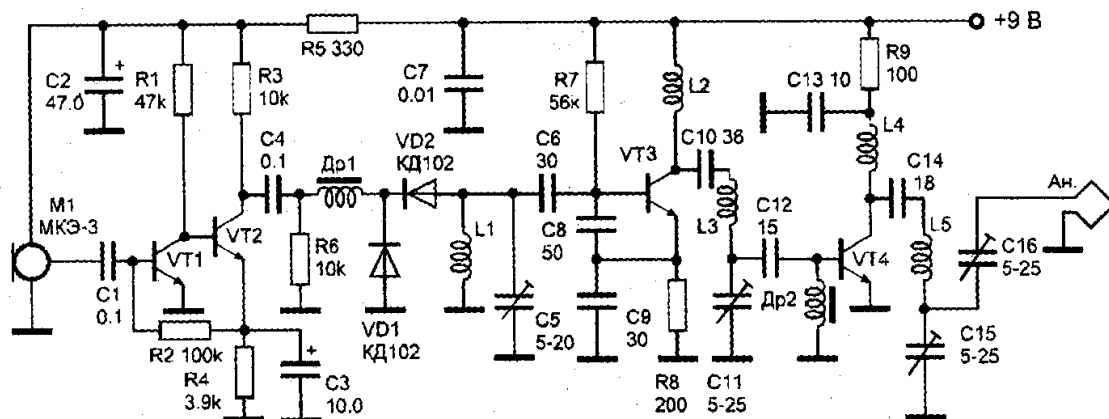 +9 В
R5 330
C2
47.0
R1
47k
R3
10k
C7
0.01
R7
56k
L2
C13 10
R9
100
L4
C4
0.1
Др1
VD2
КД102
C6
30
VT3
C10 38
C14
18
Ан.
M1
МКЭ-3
VT1
VT2
R6
10k
L1
C8
50
L3
C12
15
VT4
L5
C16
5-25
C1
0.1
R2 100k
R4
3.9k
C3
10.0
VD1
КД102
C5
5-20
C9
30
R8
200
C11
5-25
Др2
C15
5-25